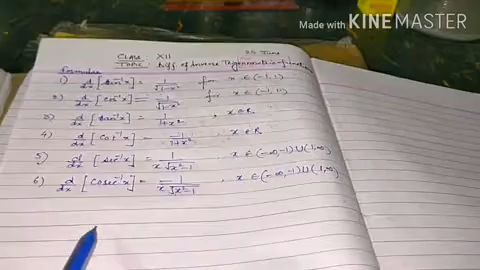 Made with KINEMASTER
CLASS : XII 25 June
TOPIC : Diff of Inverse Trigonometric functions
Formulae
1) d/dx [sin⁻¹x] = 1/√1-x² for x ∈ (-1, 1)
2) d/dx [cos⁻¹x] = -1/√1-x² for x ∈ (-1, 1)
3) d/dx [tan⁻¹x] = 1/1+x² , x ∈ R.
4) d/dx [cot⁻¹x] = -1/1+x² , x ∈ R.
5) d/dx [sec⁻¹x] = 1/x√x²-1 , x ∈ (-∞, -1) ∪ (1, ∞)
6) d/dx [cosec⁻¹x] = -1/x√x²-1 , x ∈ (-∞, -1) ∪ (1, ∞)